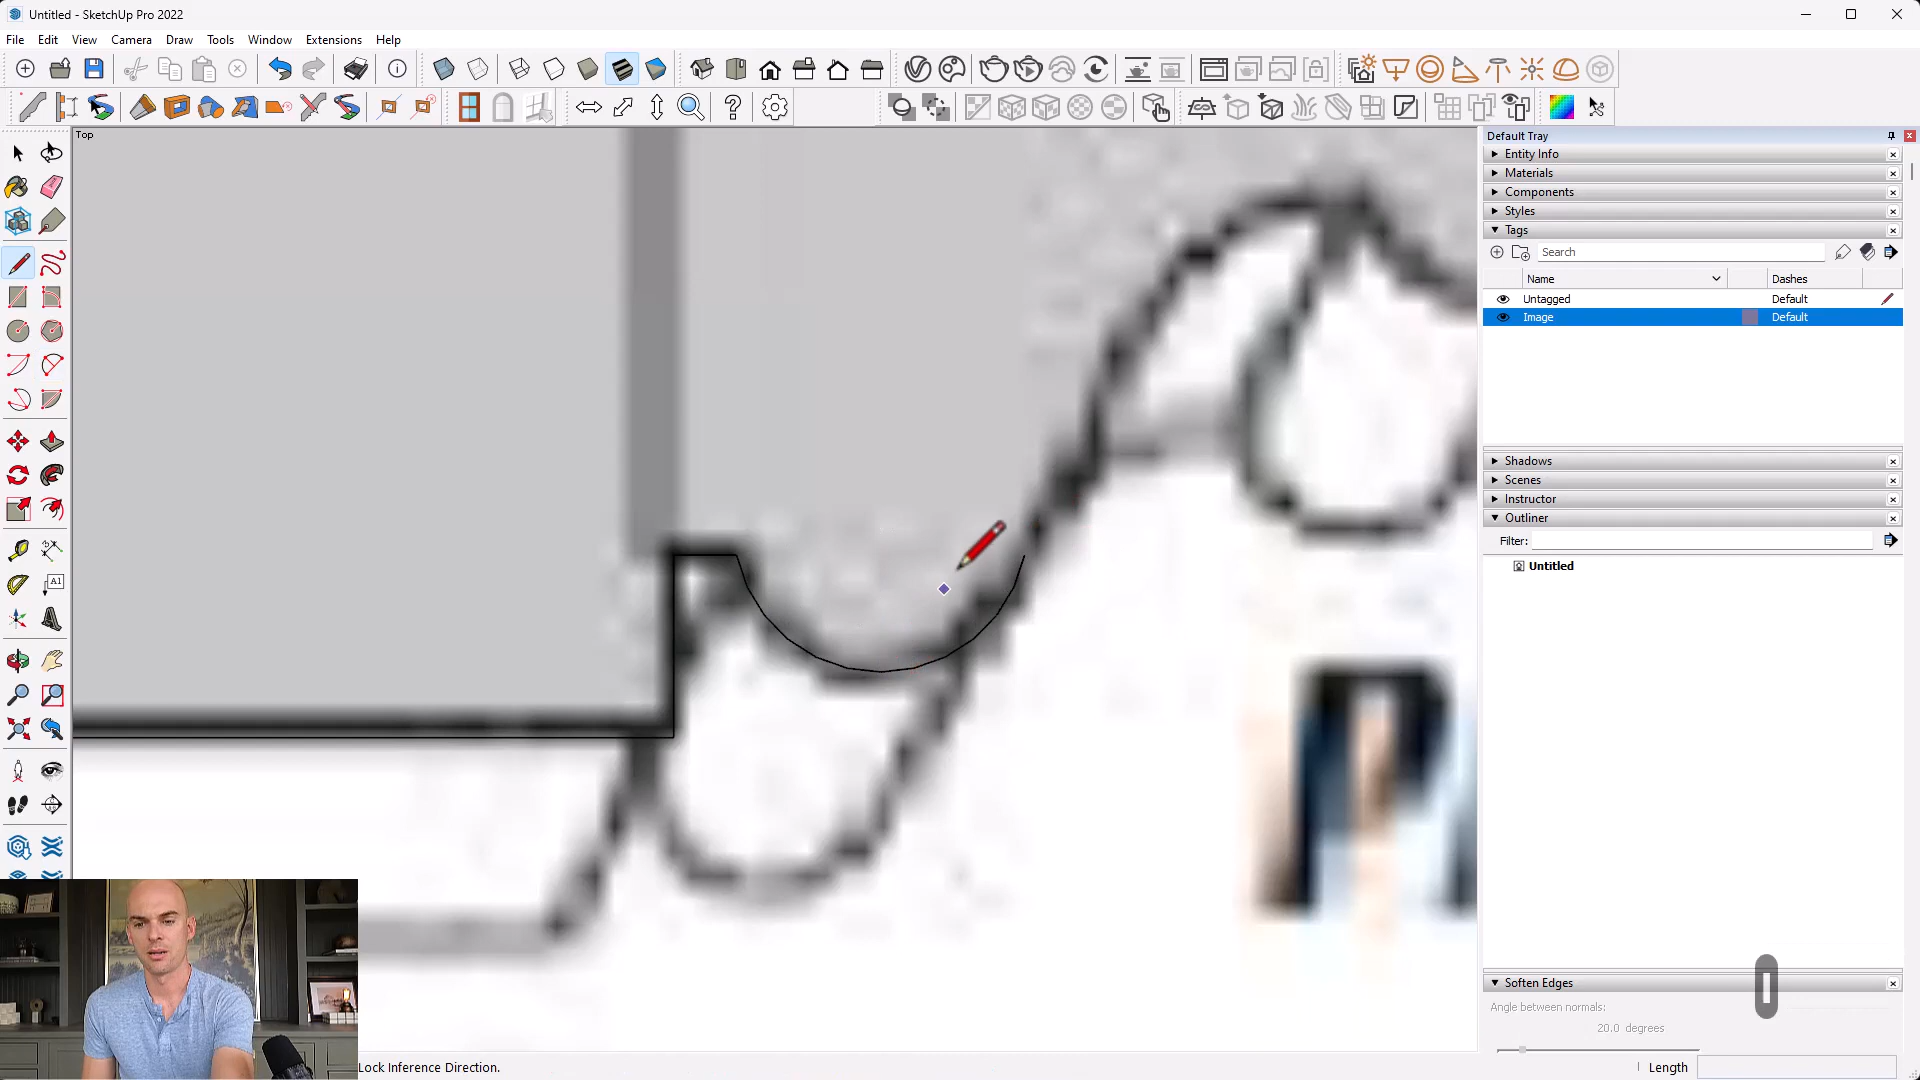 Untitled - SketchUp Pro 2022
File Edit View Camera Draw Tools Window Extensions Help
Top
Default Tray
Entity Info
Materials
Components
Styles
Tags
Search
Name Dashes
Untagged Default
Image Default
Shadows
Scenes
Instructor
Outliner
Filter:
Untitled
A1
P
Soften Edges
Angle between normals:
20.0 degrees
Lock Inference Direction.
Length